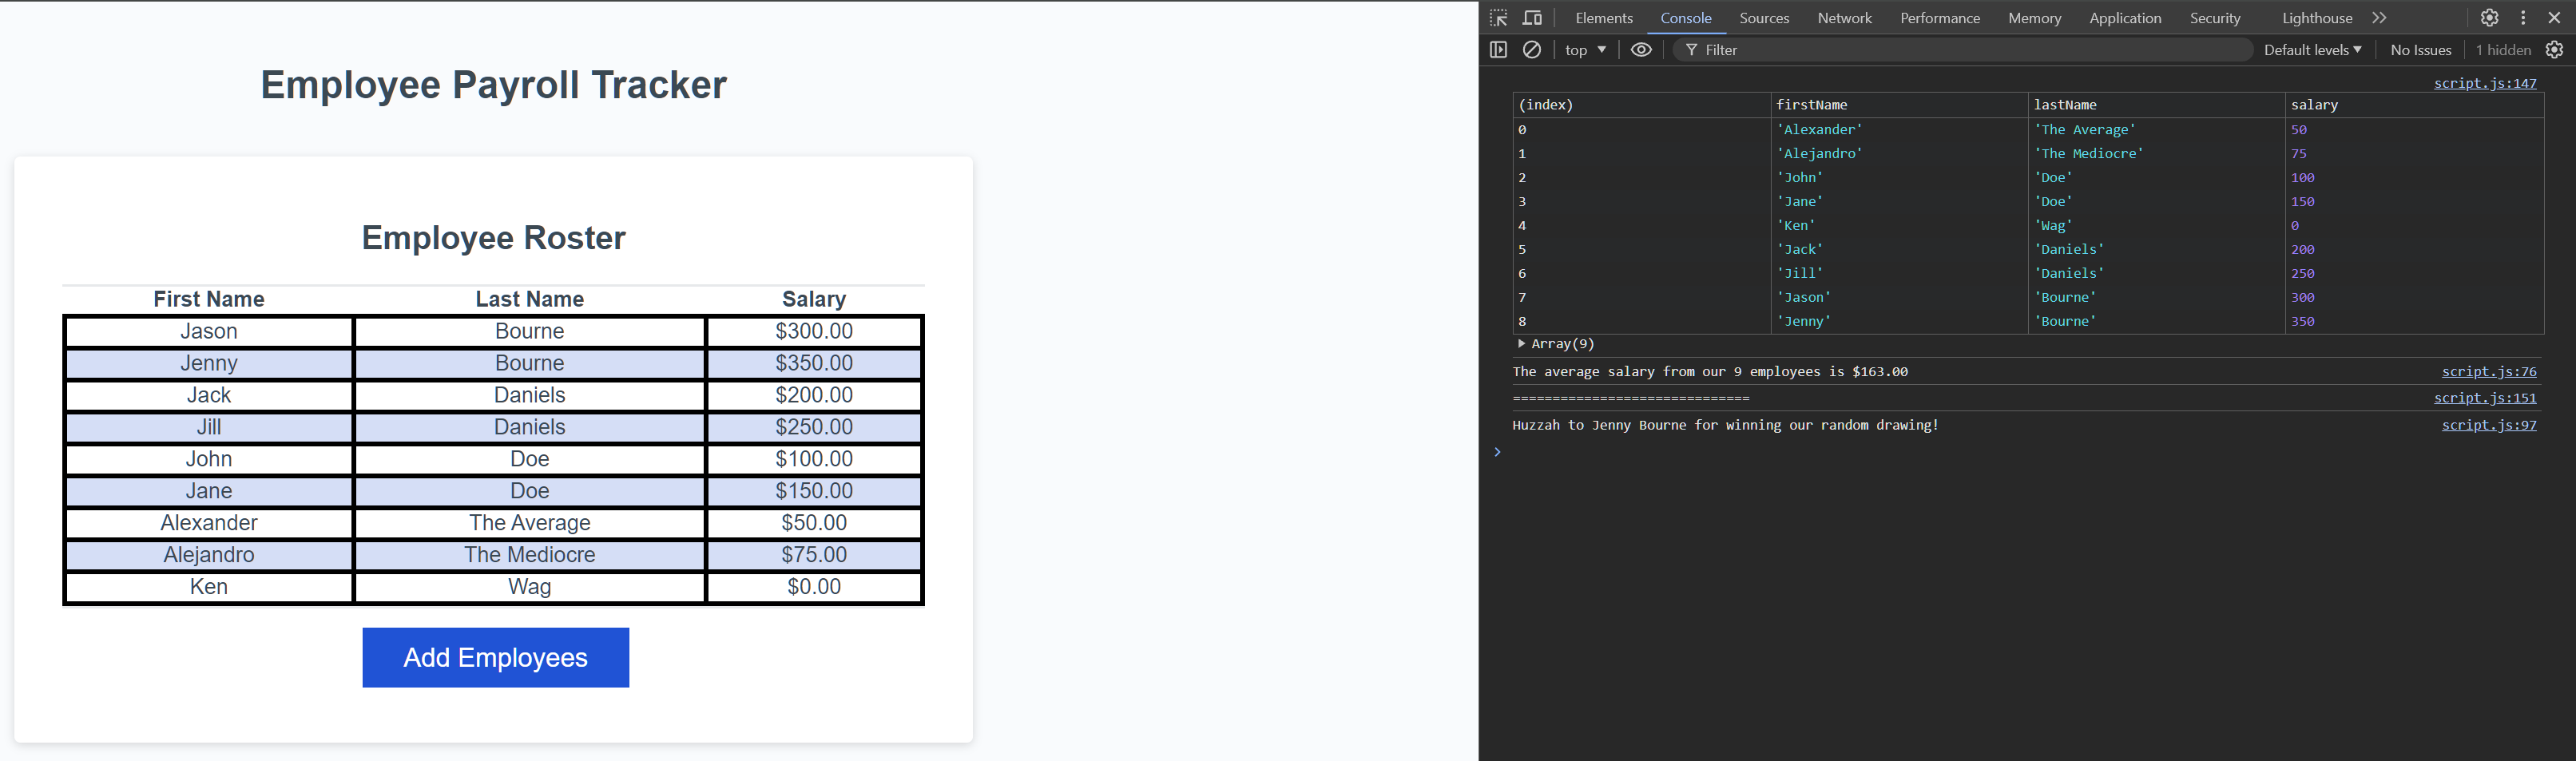 Employee Payroll Tracker
Employee Roster
First Name Last Name Salary
Jason Bourne $300.00
Jenny Bourne $350.00
Jack Daniels $200.00
Jill Daniels $250.00
John Doe $100.00
Jane Doe $150.00
Alexander The Average $50.00
Alejandro The Mediocre $75.00
Ken Wag $0.00
Add Employees
Elements Console Sources Network Performance Memory Application Security Lighthouse
top Filter Default levels No Issues 1 hidden
script.js:147
(index) firstName lastName salary
0 'Alexander' 'The Average' 50
1 'Alejandro' 'The Mediocre' 75
2 'John' 'Doe' 100
3 'Jane' 'Doe' 150
4 'Ken' 'Wag' 0
5 'Jack' 'Daniels' 200
6 'Jill' 'Daniels' 250
7 'Jason' 'Bourne' 300
8 'Jenny' 'Bourne' 350
Array(9)
The average salary from our 9 employees is $163.00 script.js:76
============================== script.js:151
Huzzah to Jenny Bourne for winning our random drawing! script.js:97